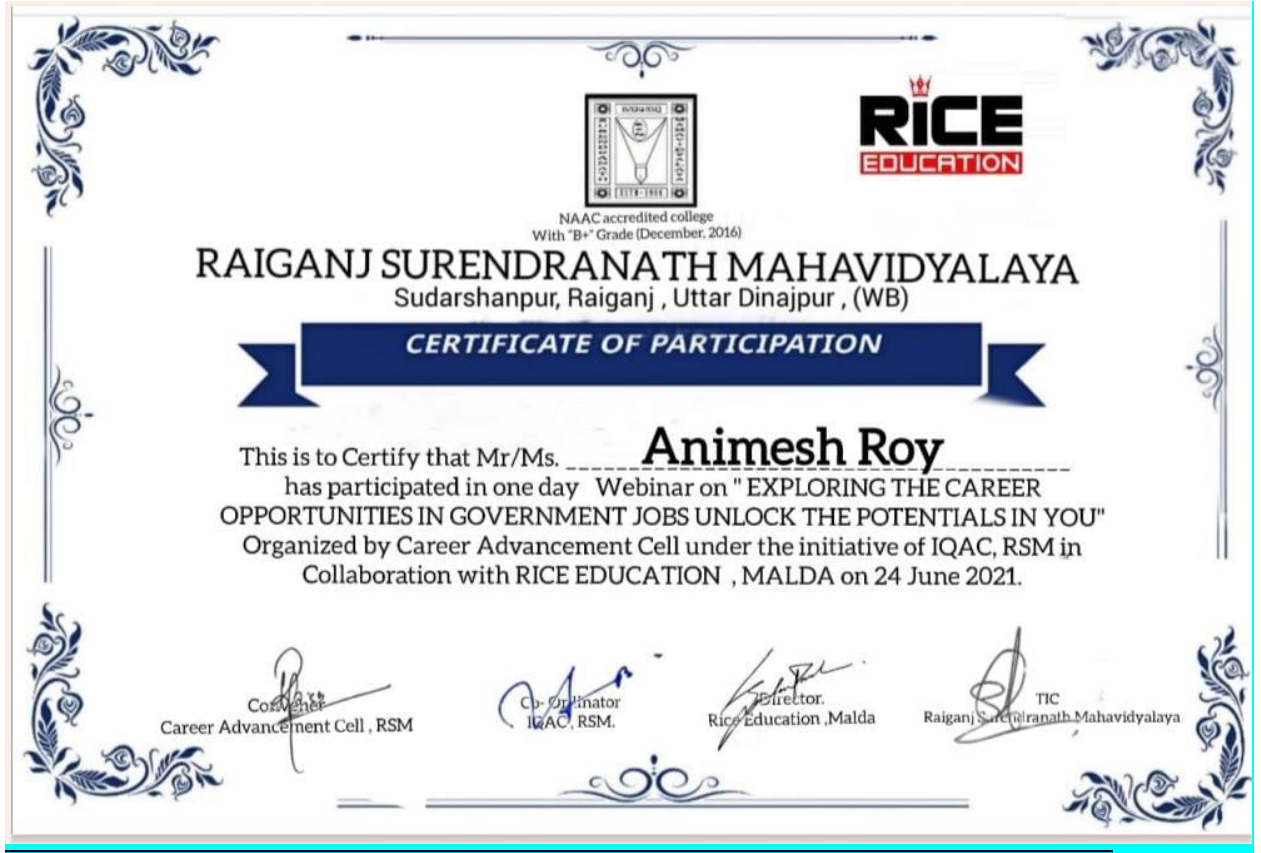 RiCE
EDUCATION
ESTD-1966
NAAC accredited college
With "B+" Grade (December, 2016)
RAIGANJ SURENDRANATH MAHAVIDYALAYA
Sudarshanpur, Raiganj , Uttar Dinajpur , (WB)
CERTIFICATE OF PARTICIPATION
This is to Certify that Mr/Ms. Animesh Roy
has participated in one day Webinar on " EXPLORING THE CAREER
OPPORTUNITIES IN GOVERNMENT JOBS UNLOCK THE POTENTIALS IN YOU"
Organized by Career Advancement Cell under the initiative of IQAC, RSM in
Collaboration with RICE EDUCATION , MALDA on 24 June 2021.
Convener
Career Advancement Cell , RSM
Co-Ordinator
IQAC, RSM.
Director.
Rice Education ,Malda
TIC
Raiganj Surendranath Mahavidyalaya